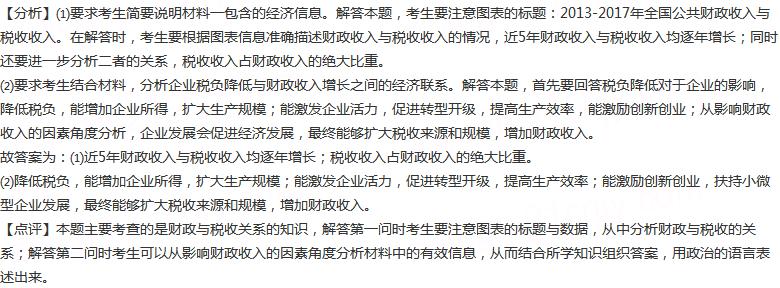 【分析】⑴要求考生简要说明材料一包含的经济信息。解答本题，考生要注意图表的标题：2013-2017年全国公共财政收入与
税收收入。在解答时，考生要根据图表信息准确描述财政收入与税收收入的情况，近5年财政收入与税收收入均逐年增长；同时
还要进一步分析二者的关系，税收收入占财政收入的绝大比重。
⑵要求考生结合材料，分析企业税负降低与财政收入增长之间的经济联系。解答本题，首先要回答税负降低对于企业的影响，
降低税负，能增加企业所得，扩大生产规模；能激发企业活力，促进转型升级，提高生产效率，能激励创新创业；从影响财政
收入的因素角度分析，企业发展会促进经济发展，最终能够扩大税收来源和规模，增加财政收入。
故答案为：⑴近5年财政收入与税收收入均逐年增长；税收收入占财政收入的绝大比重。
⑵降低税负，能增加企业所得，扩大生产规模；能激发企业活力，促进转型升级，提高生产效率；能激励创新创业，扶持小微
型企业发展，最终能够扩大税收来源和规模，增加财政收入。
【点评】本题主要考查的是财政与税收关系的知识，解答第一问时考生要注意图表的标题与数据，从中分析财政与税收的关
系；解答第二问时考生可以从影响财政收入的因素角度分析材料中的有效信息，从而结合所学知识组织答案，用政治的语言表
述出来。